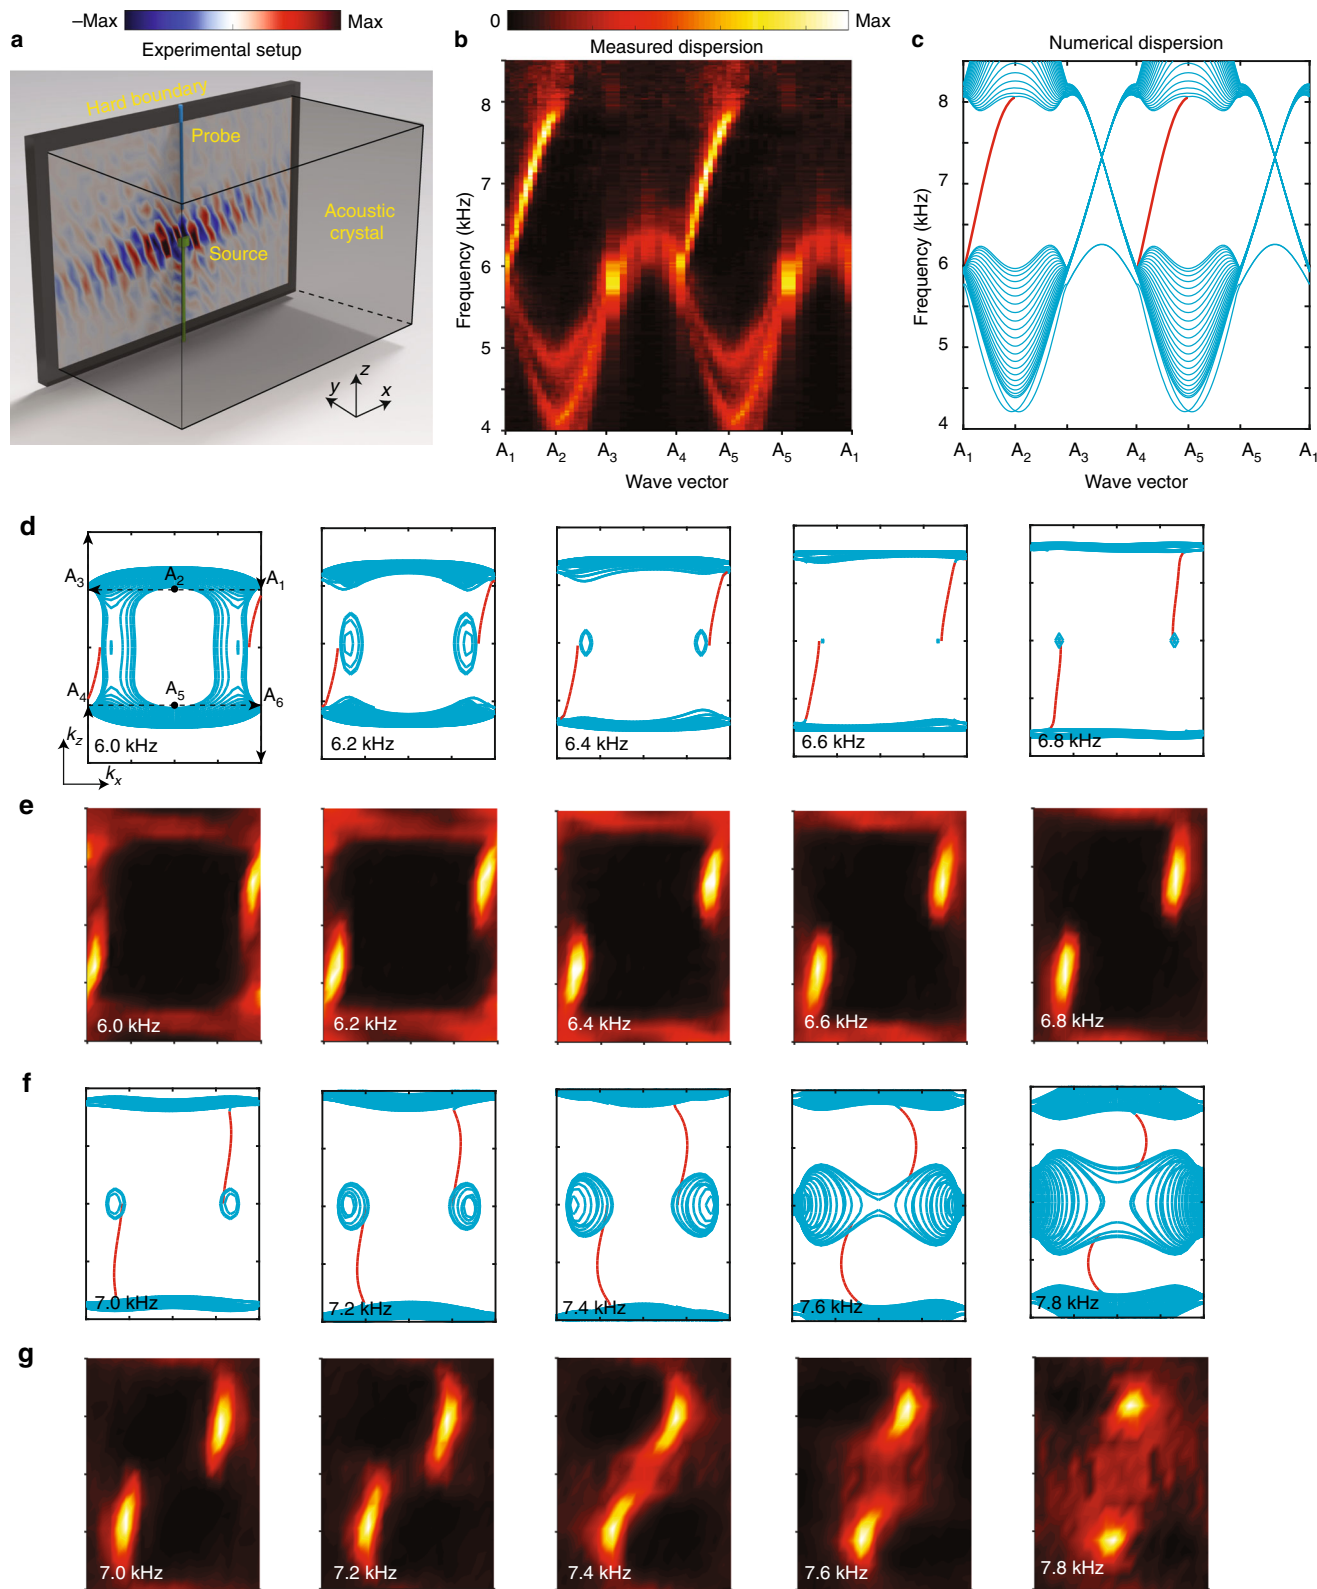 –Max Max
0 Max
a
Experimental setup
b
Measured dispersion
c
Numerical dispersion
Hard boundary
Probe
Source
Acoustic
crystal
z
y
x
Frequency (kHz)
8
7
6
5
4
A1 A2 A3 A4 A5 A5 A1
Wave vector
Frequency (kHz)
8
7
6
5
4
A1 A2 A3 A4 A5 A5 A1
Wave vector
d
A3 A2 A1
A4 A5 A6
kz
kx
6.0 kHz
6.2 kHz
6.4 kHz
6.6 kHz
6.8 kHz
e
6.0 kHz
6.2 kHz
6.4 kHz
6.6 kHz
6.8 kHz
f
7.0 kHz
7.2 kHz
7.4 kHz
7.6 kHz
7.8 kHz
g
7.0 kHz
7.2 kHz
7.4 kHz
7.6 kHz
7.8 kHz